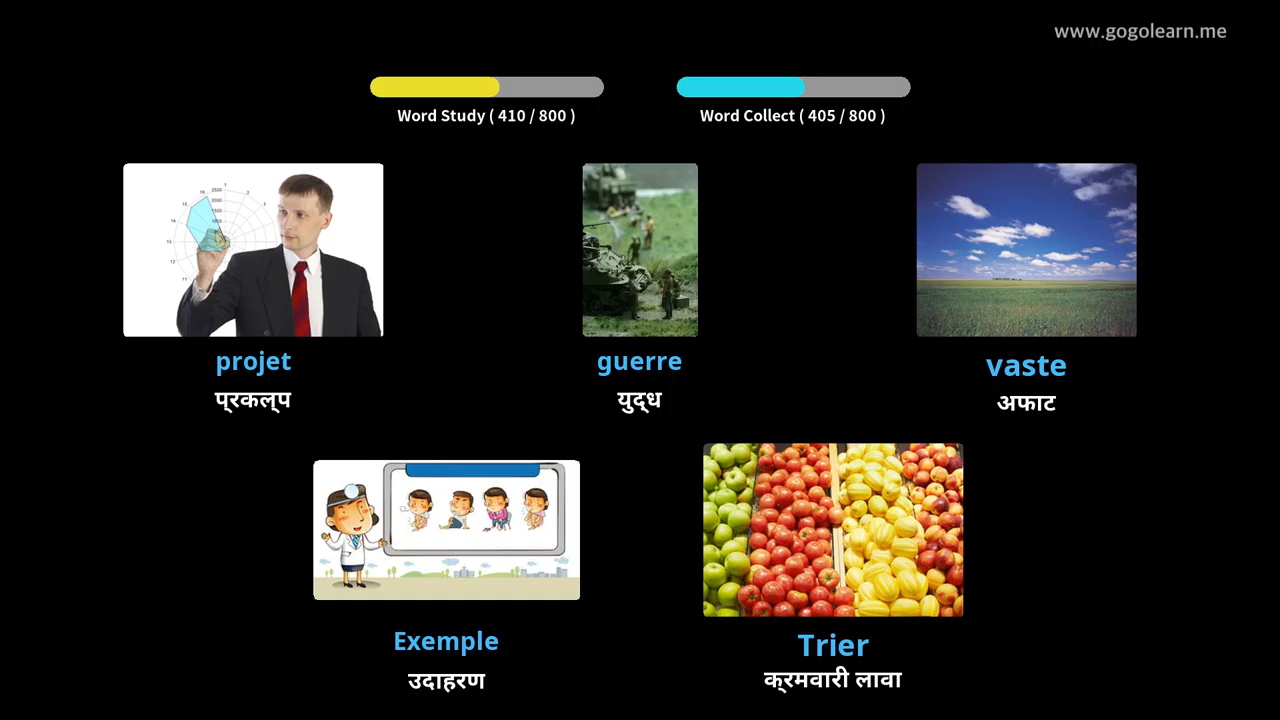 www.gogolearn.me
Word Study ( 410 / 800 )
Word Collect ( 405 / 800 )
projet
प्रकल्प
guerre
युद्ध
vaste
अफाट
Exemple
उदाहरण
Trier
क्रमवारी लावा